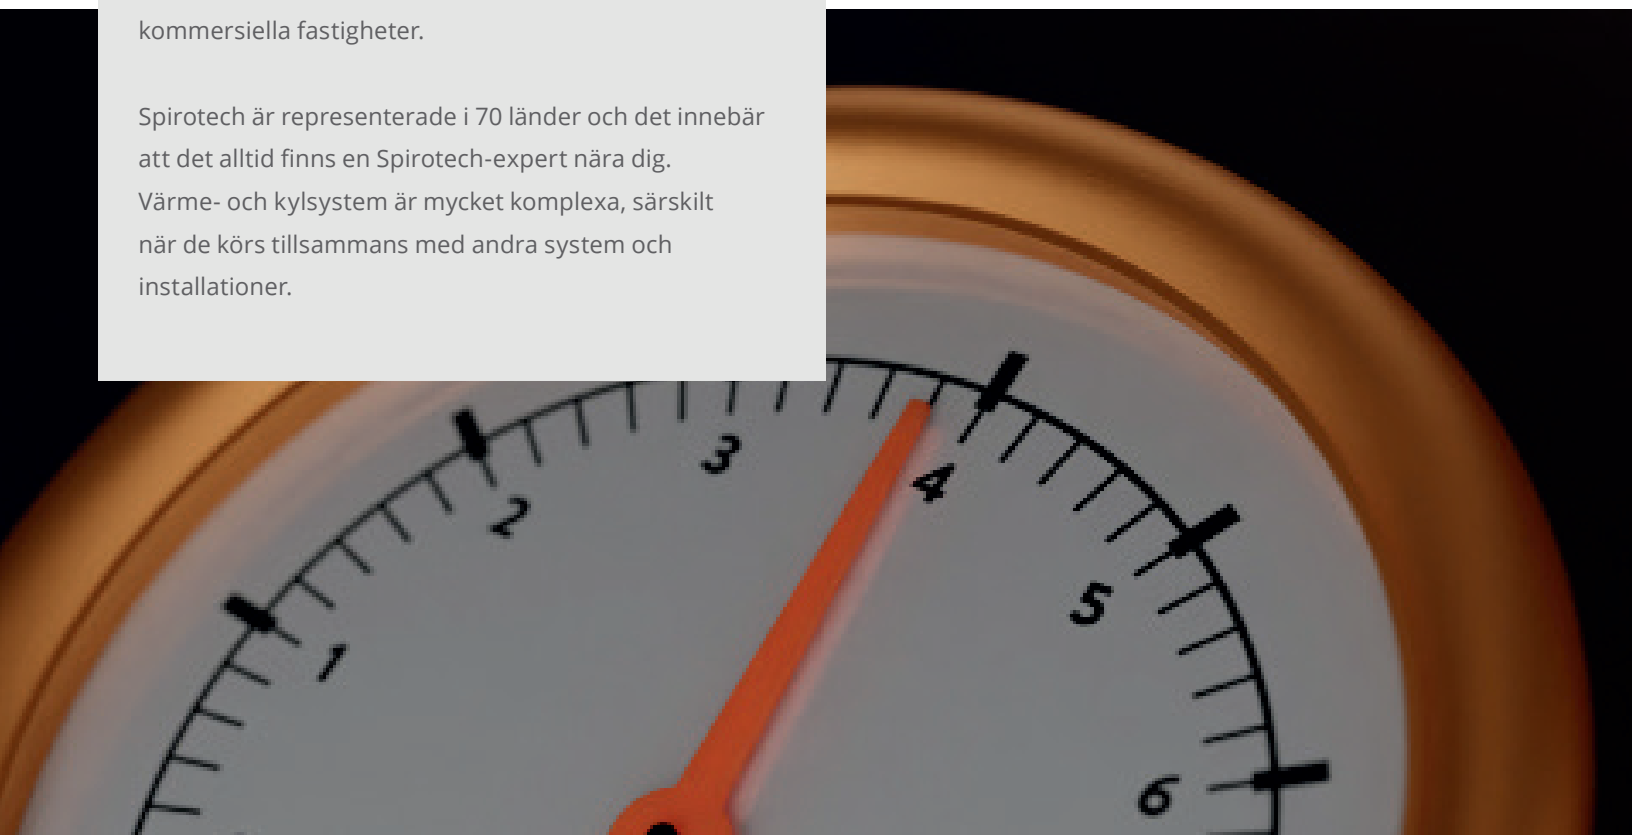 kommersiella fastigheter.
Spirotech är representerade i 70 länder och det innebär
att det alltid finns en Spirotech-expert nära dig.
Värme- och kylsystem är mycket komplexa, särskilt
när de körs tillsammans med andra system och
installationer.
3
4
2
5
1
6